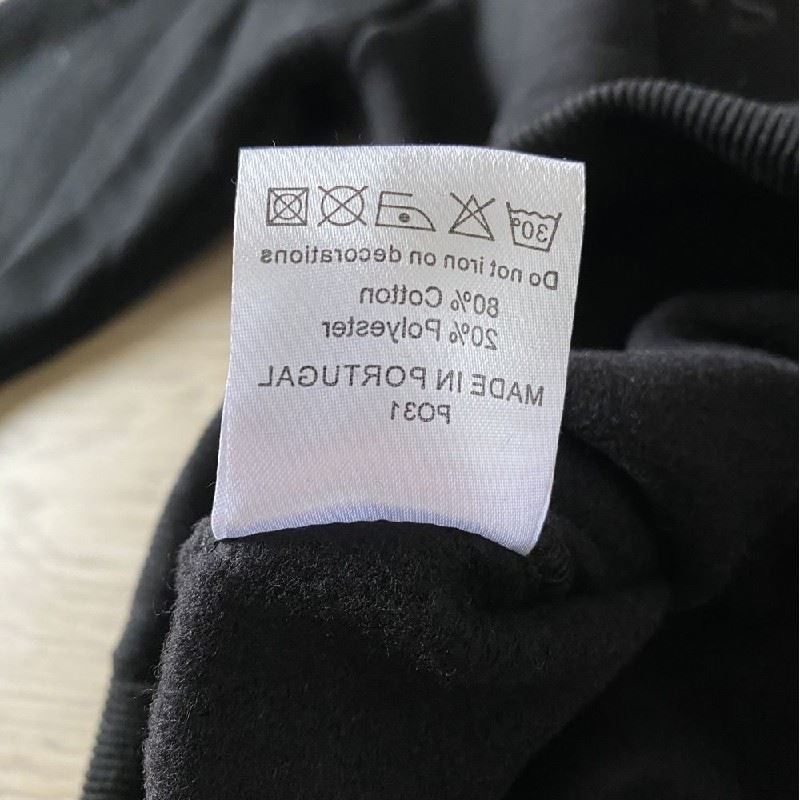 30°
Do not iron on decorations
80% Cotton
20% Polyester
MADE IN PORTUGAL
PO31